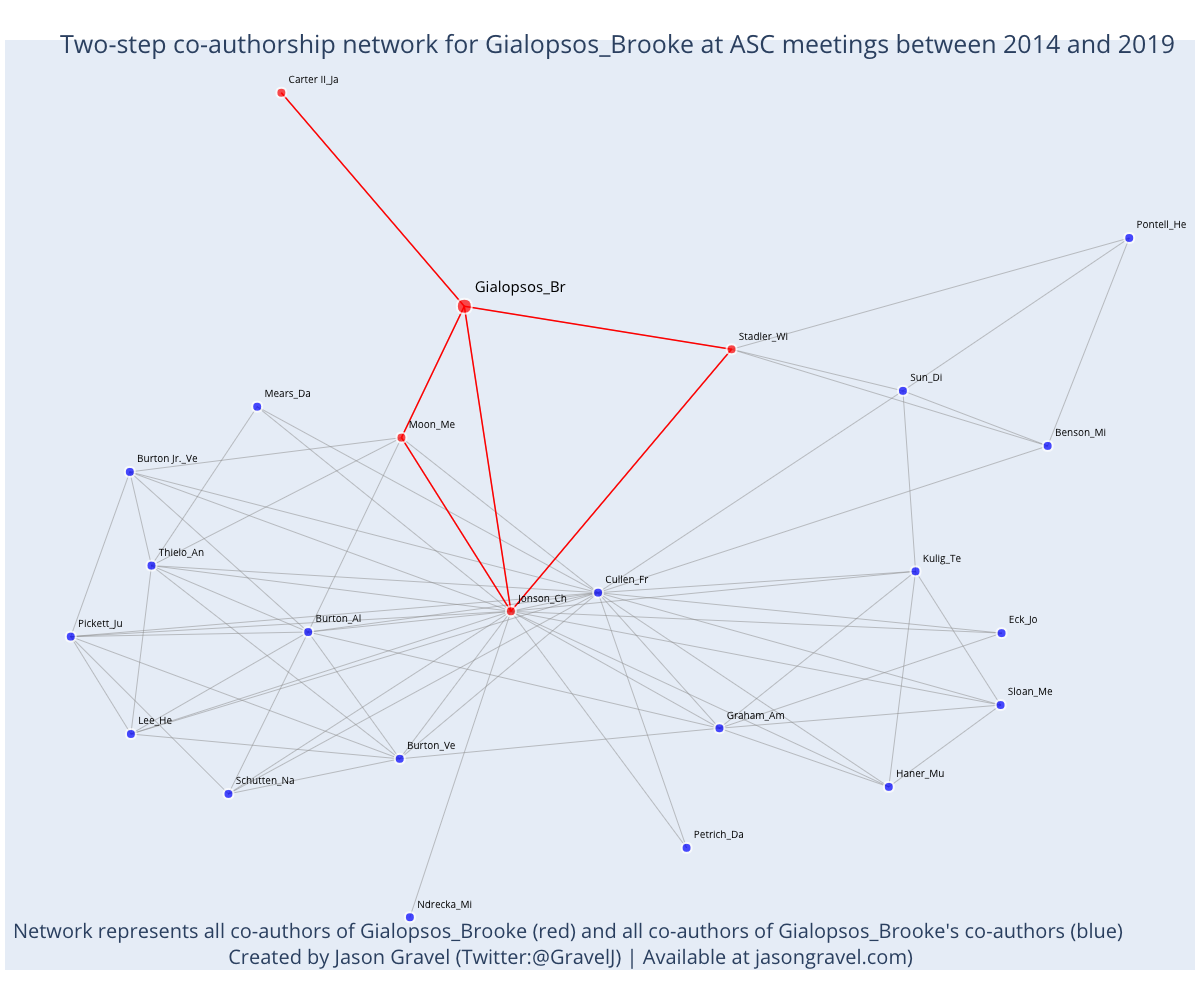 Two-step co-authorship network for Gialopsos_Brooke at ASC meetings between 2014 and 2019
Carter II_Ja
Pontell_He
Gialopsos_Br
Stadler_Wi
Sun_Di
Mears_Da
Moon_Me
Benson_Mi
Burton Jr._Ve
Thielo_An
Kulig_Te
Cullen_Fr
Jonson_Ch
Pickett_Ju
Burton_Al
Eck_Jo
Sloan_Me
Lee_He
Graham_Am
Burton_Ve
Schutten_Na
Haner_Mu
Petrich_Da
Ndrecka_Mi
Network represents all co-authors of Gialopsos_Brooke (red) and all co-authors of Gialopsos_Brooke's co-authors (blue)
Created by Jason Gravel (Twitter:@GravelJ) | Available at jasongravel.com)